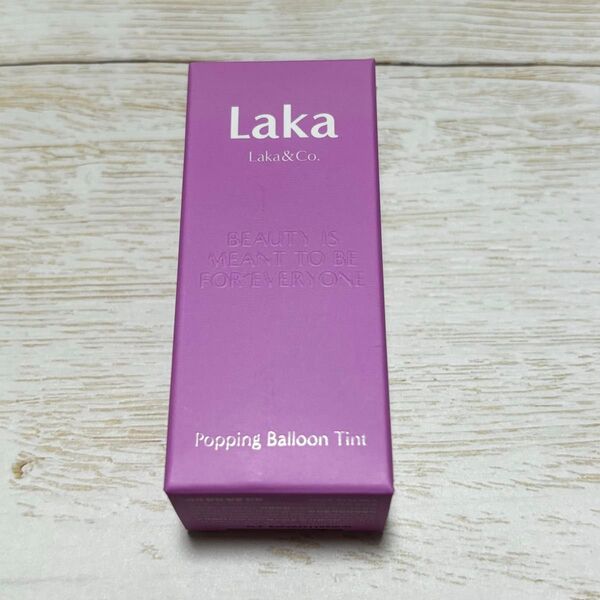 Laka
Laka&Co.
BEAUTY IS
MEANT TO BE
FOR EVERYONE
Popping Balloon Tint